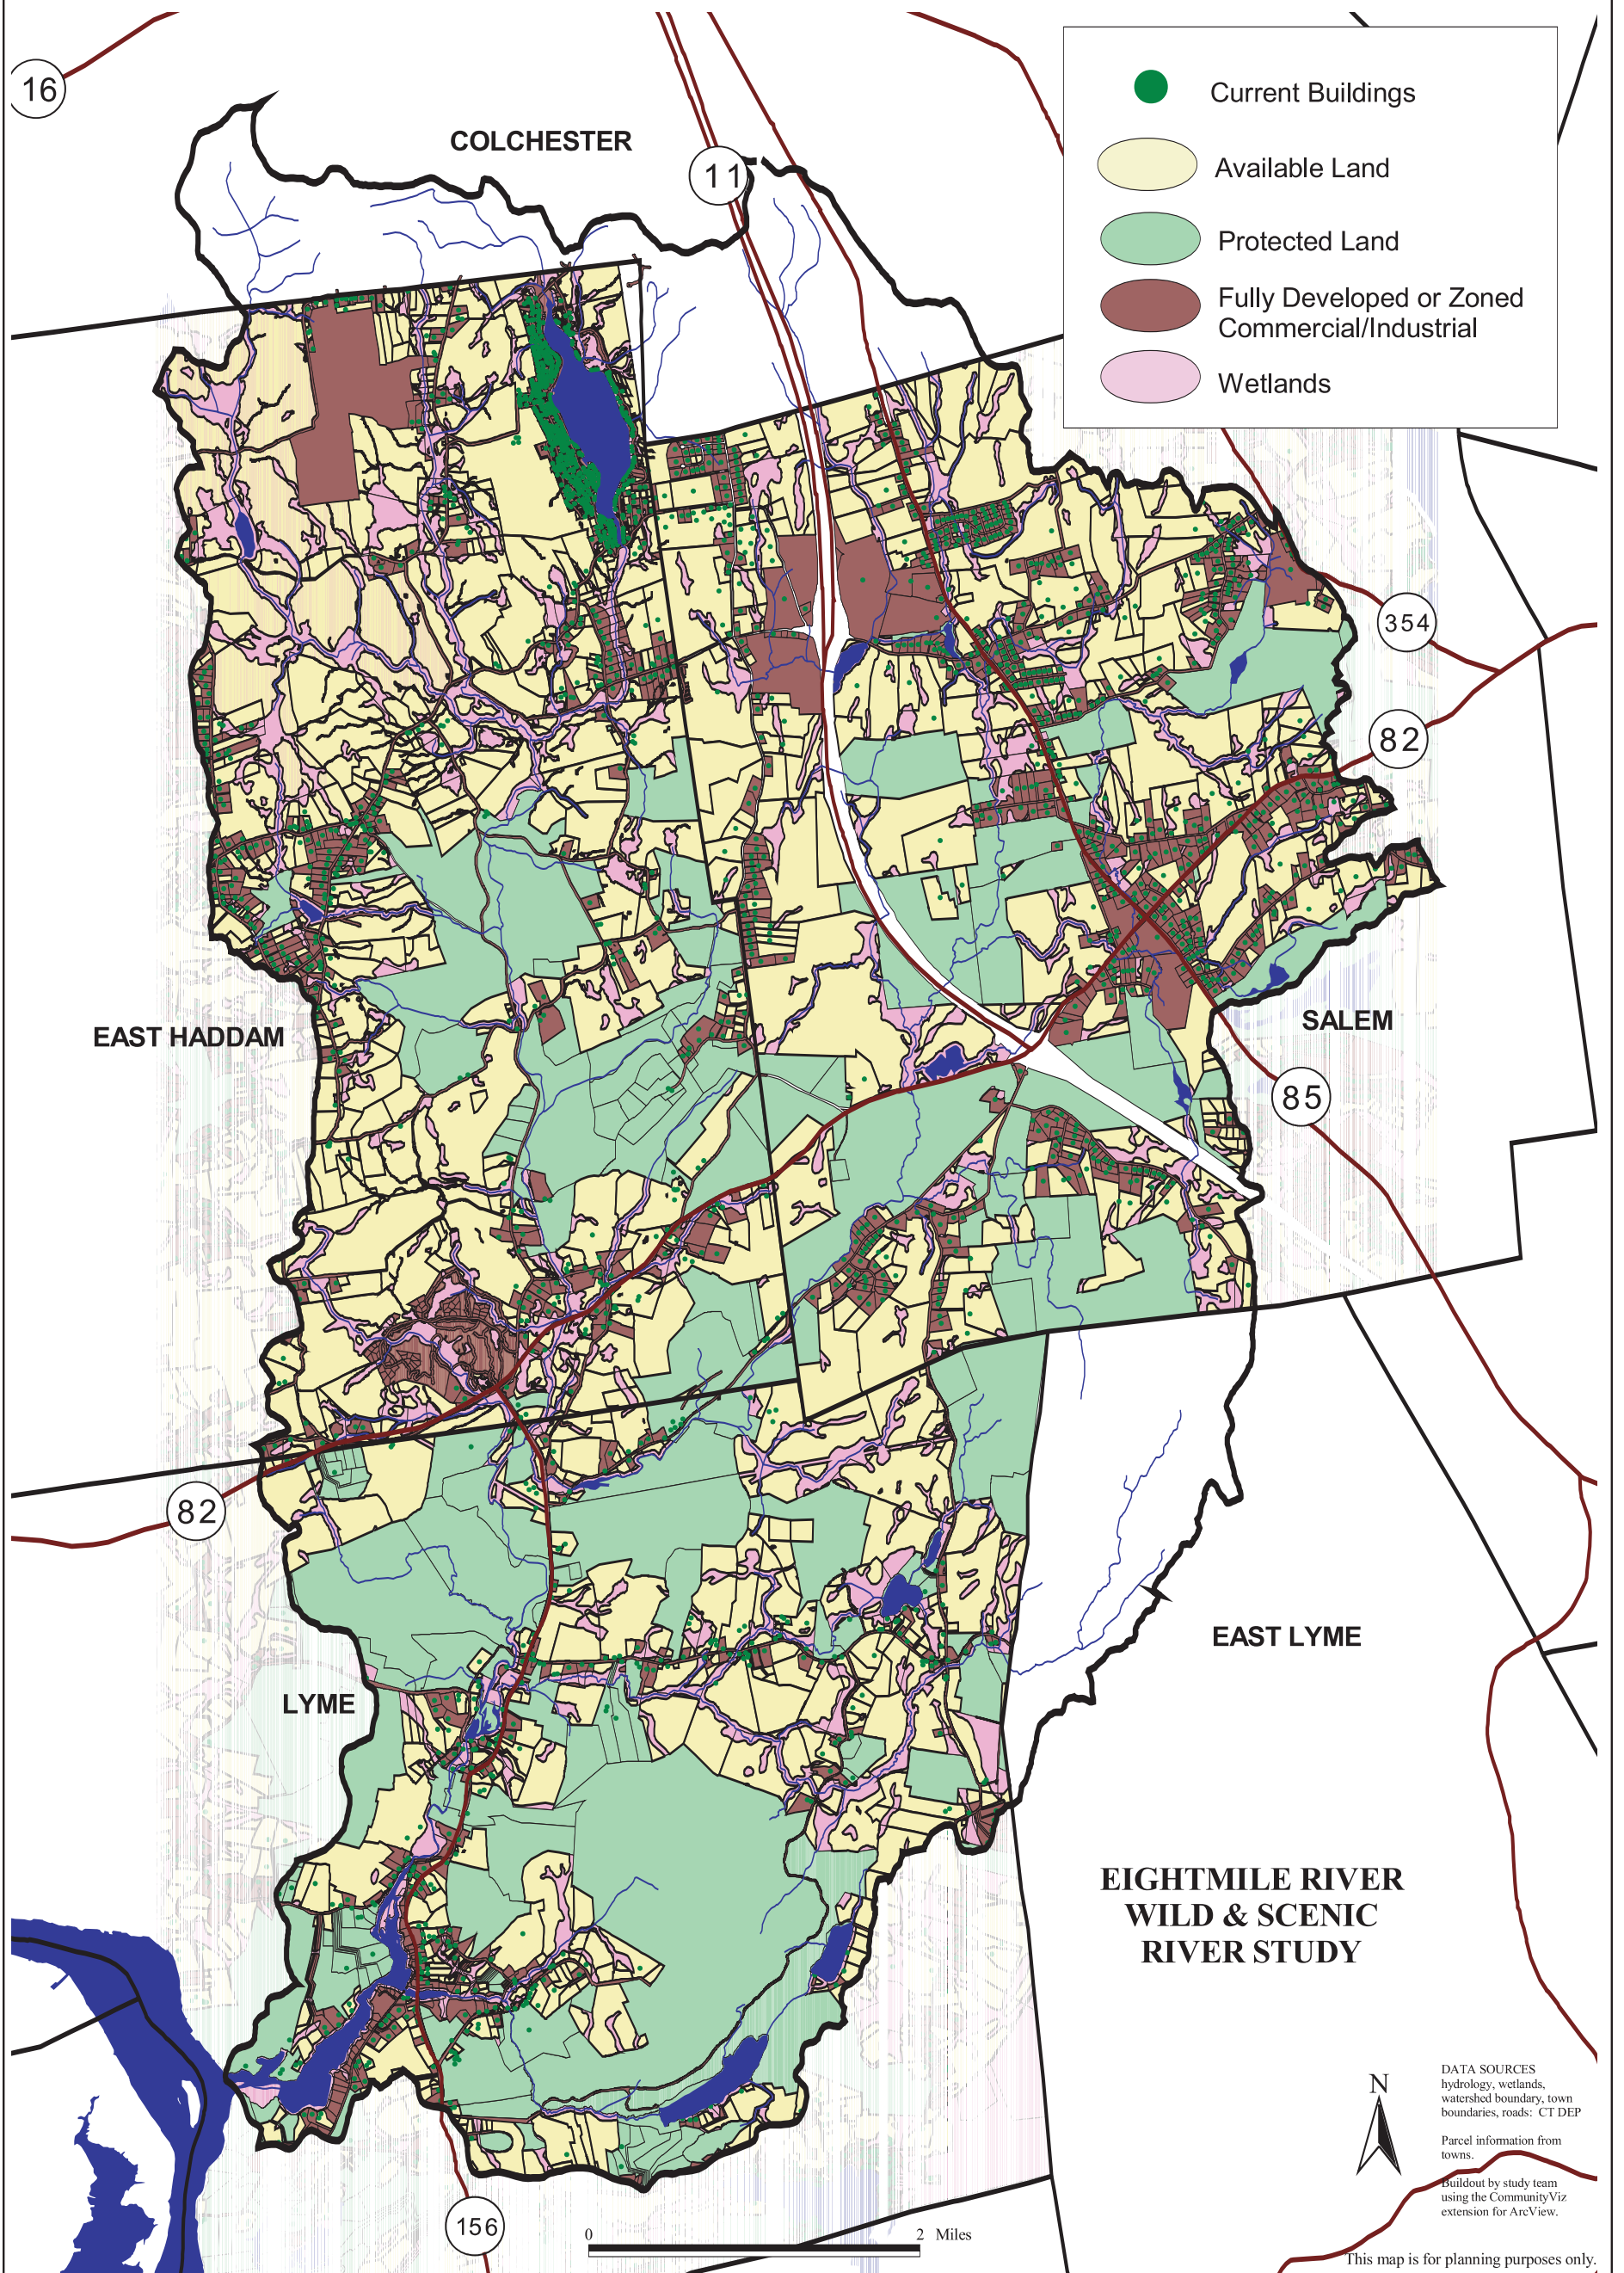 16
COLCHESTER
11
Current Buildings
Available Land
Protected Land
Fully Developed or Zoned
Commercial/Industrial
Wetlands
354
82
EAST HADDAM
SALEM
85
82
EAST LYME
LYME
EIGHTMILE RIVER
WILD & SCENIC
RIVER STUDY
N
DATA SOURCES
hydrology, wetlands,
watershed boundary, town
boundaries, roads: CT DEP
Parcel information from
towns.
Buildout by study team
using the CommunityViz
extension for ArcView.
156
0 2 Miles
This map is for planning purposes only.